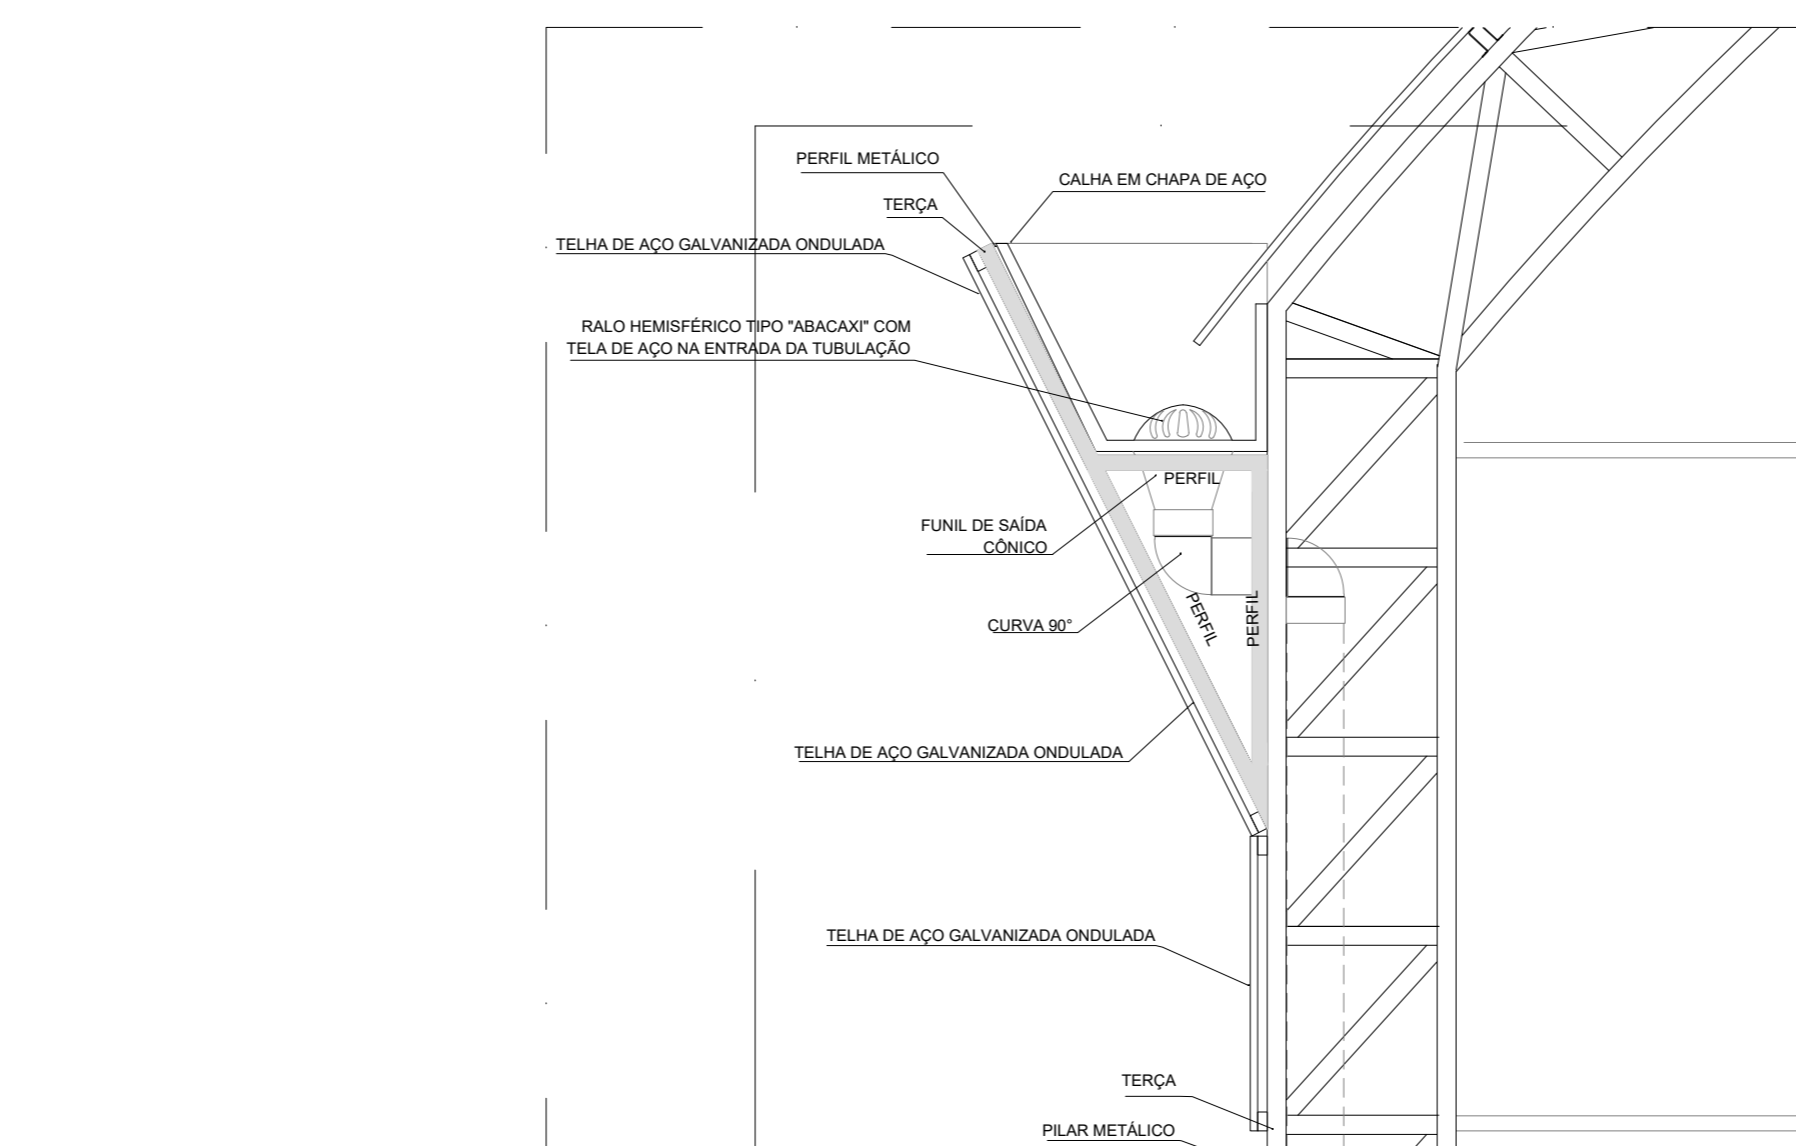 PERFIL METÁLICO
CALHA EM CHAPA DE AÇO
TERÇA
TELHA DE AÇO GALVANIZADA ONDULADA
RALO HEMISFÉRICO TIPO "ABACAXI" COM
TELA DE AÇO NA ENTRADA DA TUBULAÇÃO
PERFIL
FUNIL DE SAÍDA
CÔNICO
PERFIL
PERFIL
CURVA 90°
TELHA DE AÇO GALVANIZADA ONDULADA
TELHA DE AÇO GALVANIZADA ONDULADA
TERÇA
PILAR METÁLICO